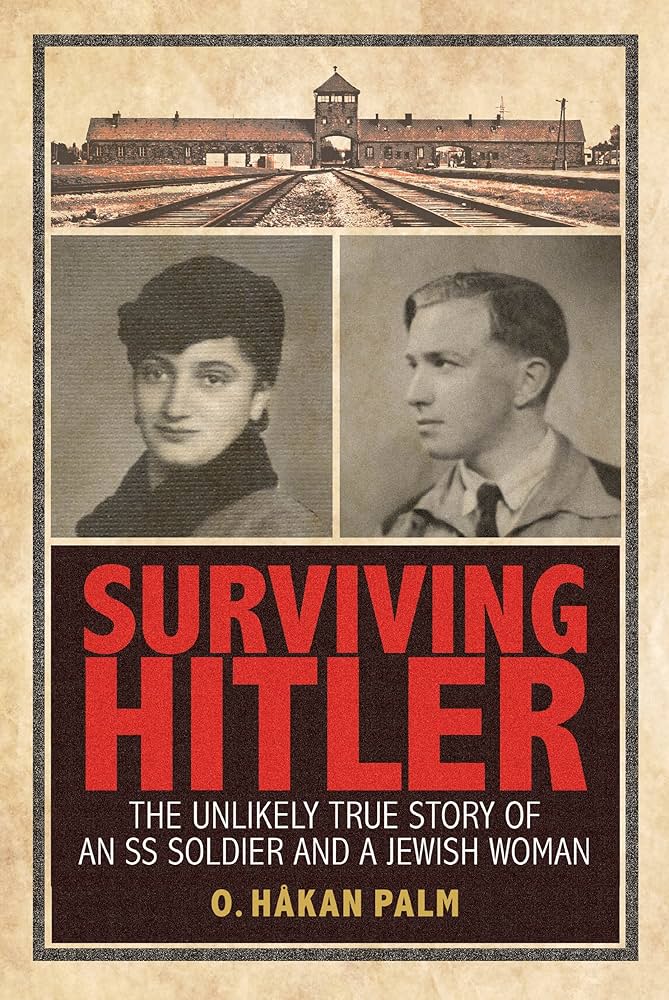 SURVIVING
HITLER
THE UNLIKELY TRUE STORY OF
AN SS SOLDIER AND A JEWISH WOMAN
O. HÅKAN PALM